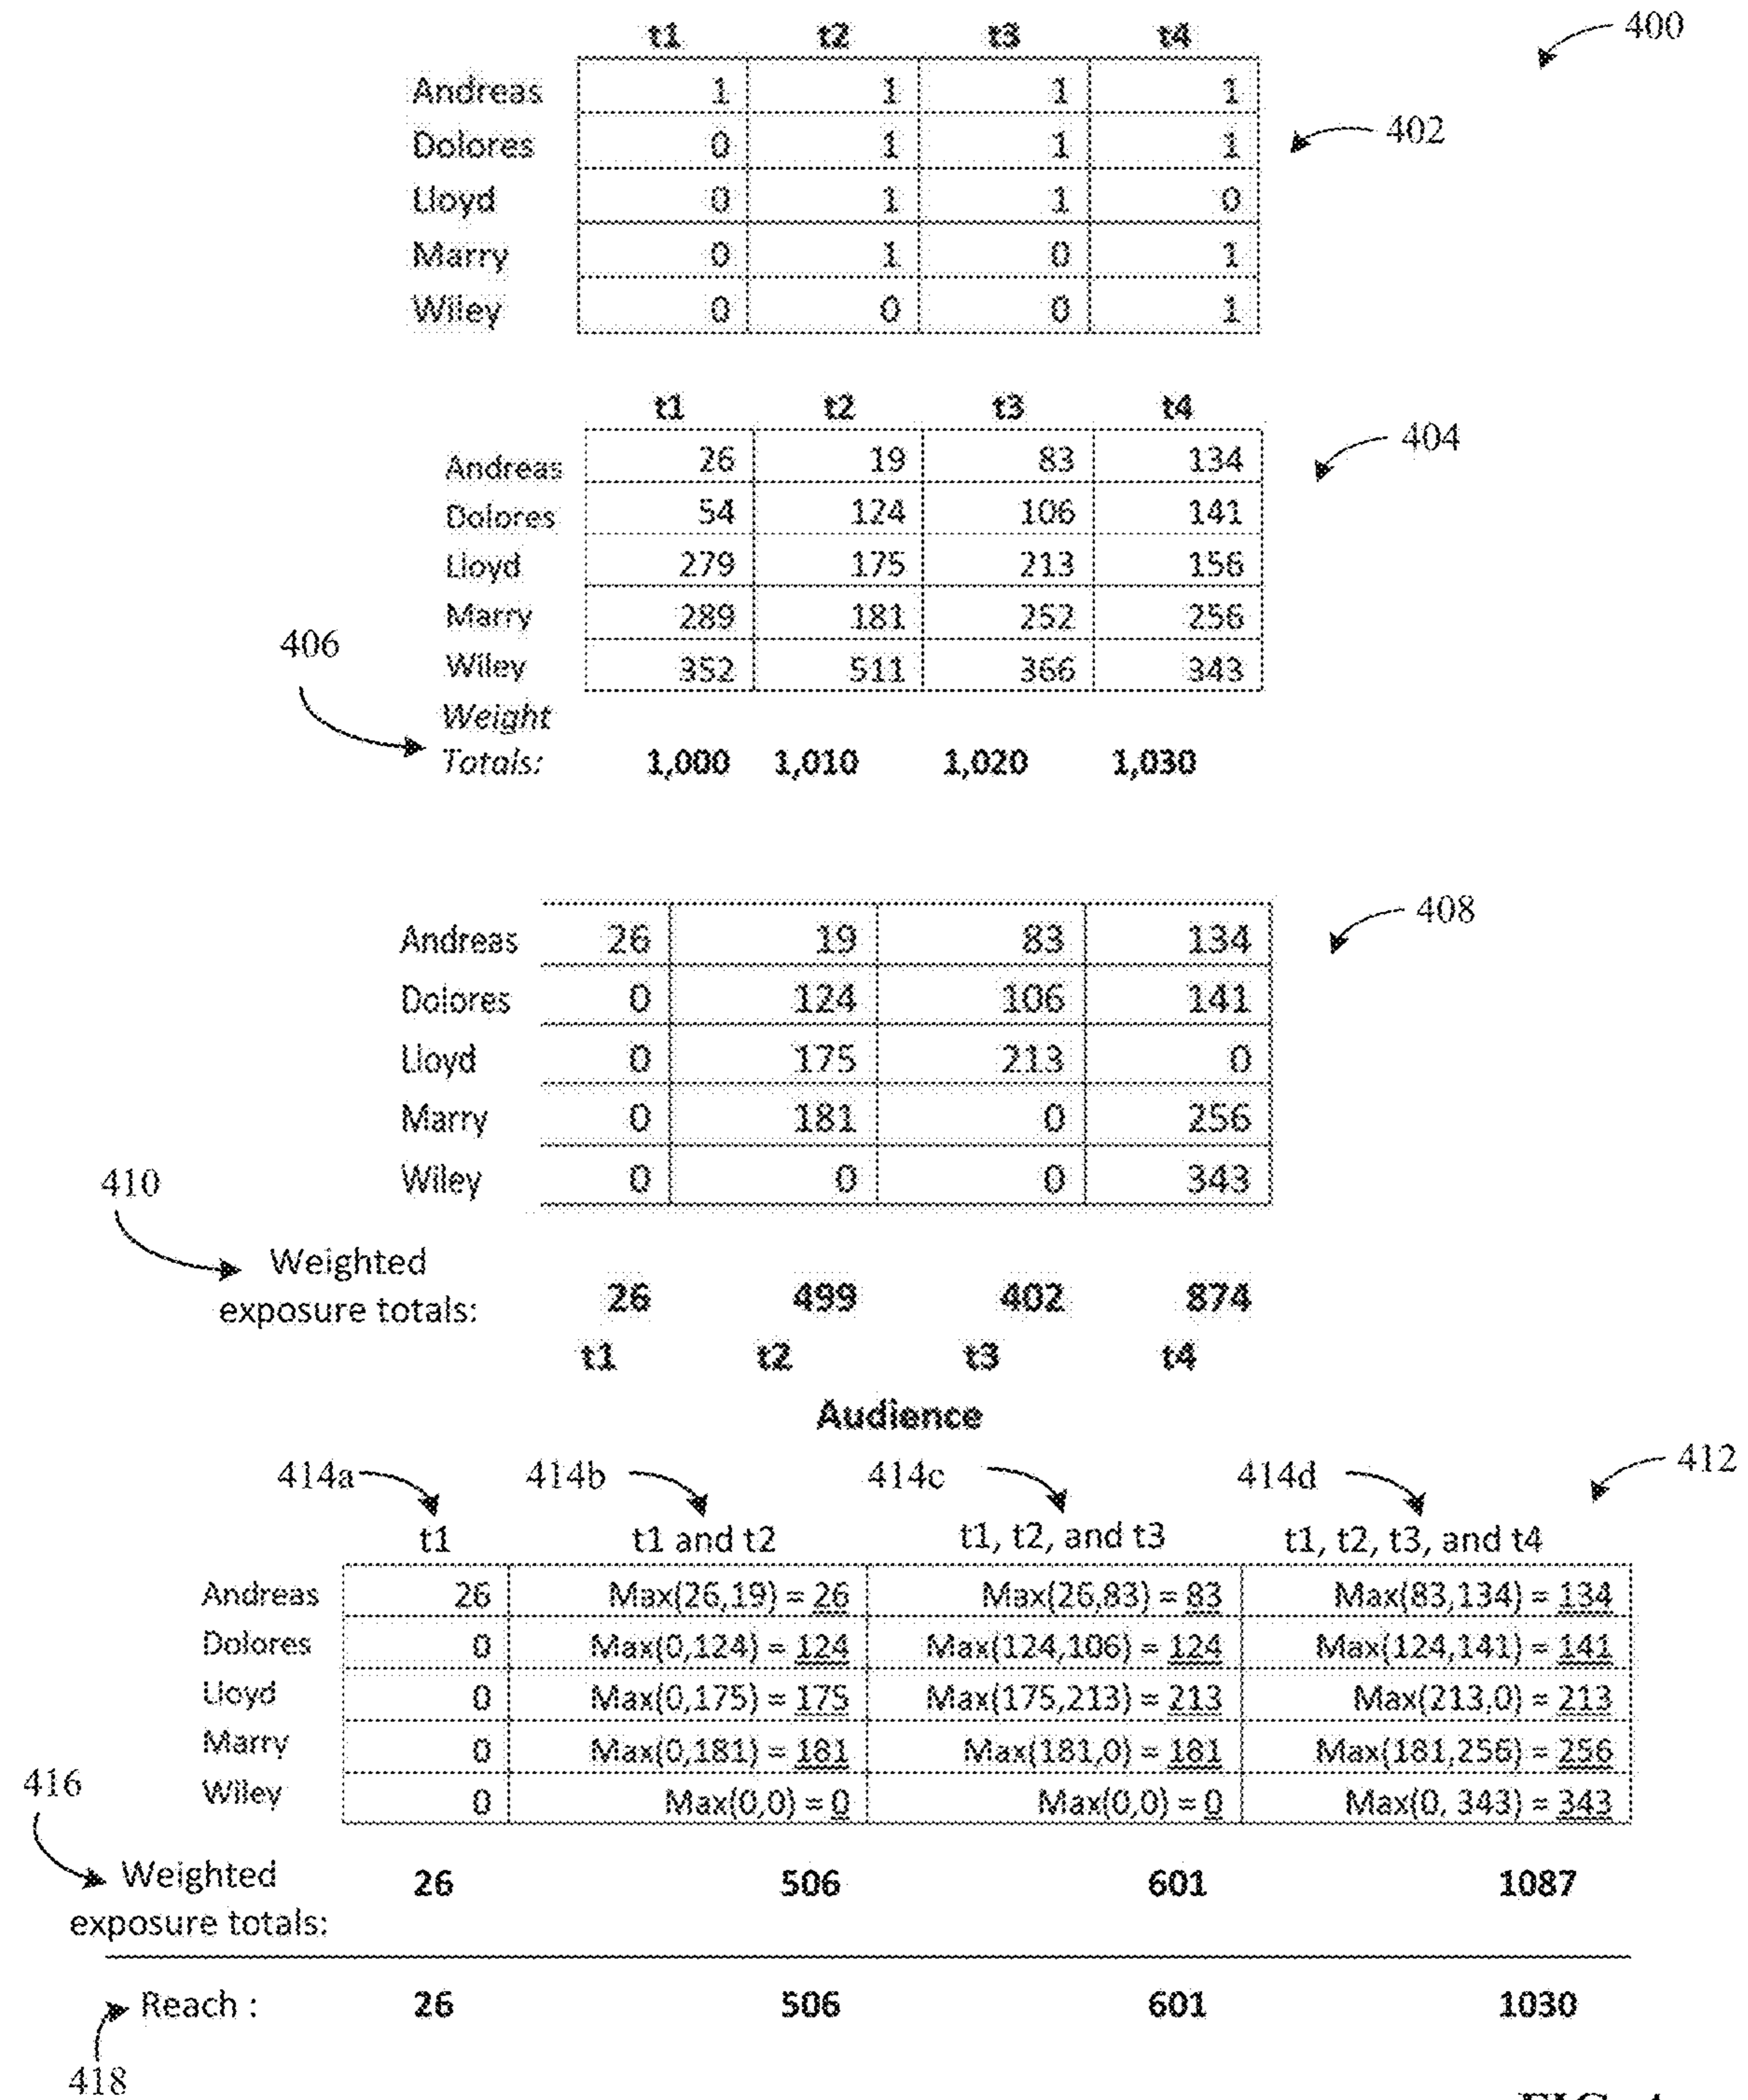 t1 t2 t3 t4
400
Andreas 1 1 1 1
402
Dolores 0 1 1 1
Lloyd 0 1 1 0
Marry 0 1 0 1
Wiley 0 0 0 1
t1 t2 t3 t4
404
Andreas 26 19 83 134
Dolores 54 124 106 141
Lloyd 279 175 213 156
Marry 289 181 252 256
406
Wiley 352 511 366 343
Weight
Totals: 1,000 1,010 1,020 1,030
408
Andreas 26 19 83 134
Dolores 0 124 106 141
Lloyd 0 175 213 0
Marry 0 181 0 256
Wiley 0 0 0 343
410
Weighted
exposure totals: 26 499 402 874
t1 t2 t3 t4
Audience
414a 414b 414c 414d 412
t1 t1 and t2 t1, t2, and t3 t1, t2, t3, and t4
Andreas 26 Max(26,19) = 26 Max(26,83) = 83 Max(83,134) = 134
Dolores 0 Max(0,124) = 124 Max(124,106) = 124 Max(124,141) = 141
Lloyd 0 Max(0,175) = 175 Max(175,213) = 213 Max(213,0) = 213
Marry 0 Max(0,181) = 181 Max(181,0) = 181 Max(181,256) = 256
416
Wiley 0 Max(0,0) = 0 Max(0,0) = 0 Max(0, 343) = 343
Weighted
exposure totals: 26 506 601 1087
Reach : 26 506 601 1030
418